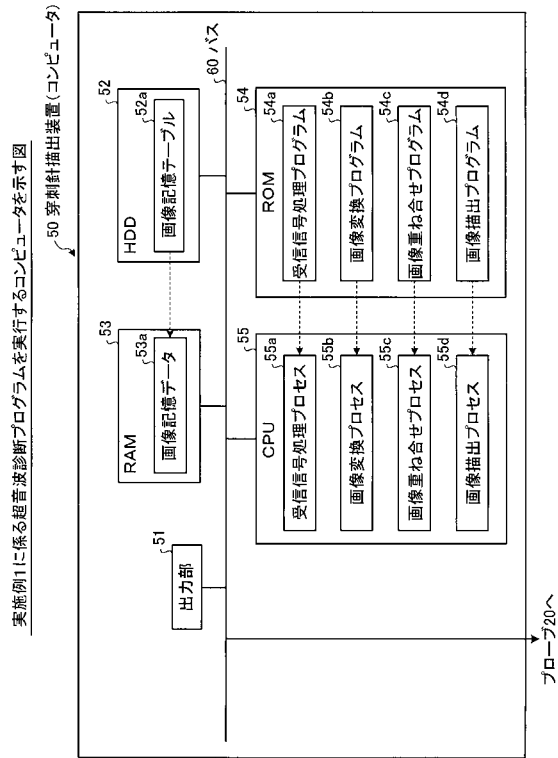 実施例1に係る超音波診断プログラムを実行するコンピュータを示す図
50 穿刺針描出装置(コンピュータ)
51
出力部
53
RAM
53a
画像記憶データ
52
HDD
52a
画像記憶テーブル
60 バス
55
CPU
55a
受信信号処理プロセス
55b
画像変換プロセス
55c
画像重ね合せプロセス
55d
画像描出プロセス
54
ROM
54a
受信信号処理プログラム
54b
画像変換プログラム
54c
画像重ね合せプログラム
54d
画像描出プログラム
プローブ20へ